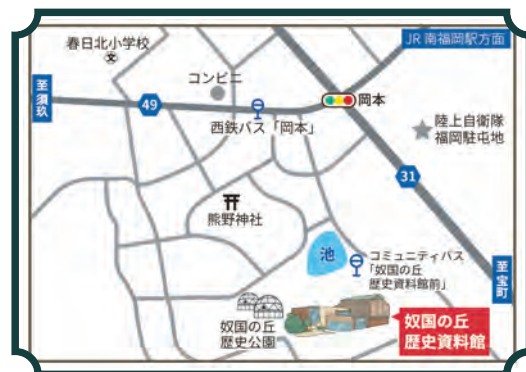 春日北小学校
文
JR 南福岡駅方面
至須玖
コンビニ
49
岡本
西鉄バス「岡本」
陸上自衛隊
福岡駐屯地
31
熊野神社
池
コミュニティバス
「奴国の丘
歴史資料館前」
至宝町
奴国の丘
歴史公園
奴国の丘
歴史資料館